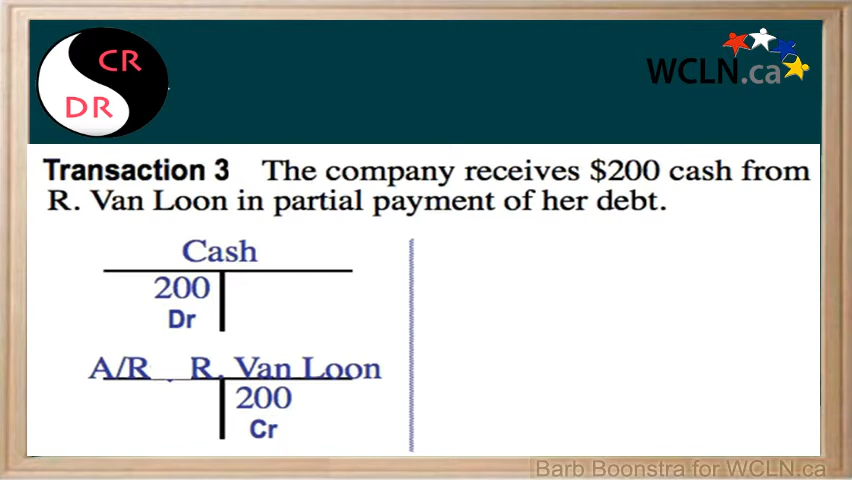 CR
DR
WCLN.ca
Transaction 3 The company receives $200 cash from
R. Van Loon in partial payment of her debt.
Cash
200
Dr
A/R . R. Van Loon
200
Cr
Barb Boonstra for WCLN.ca